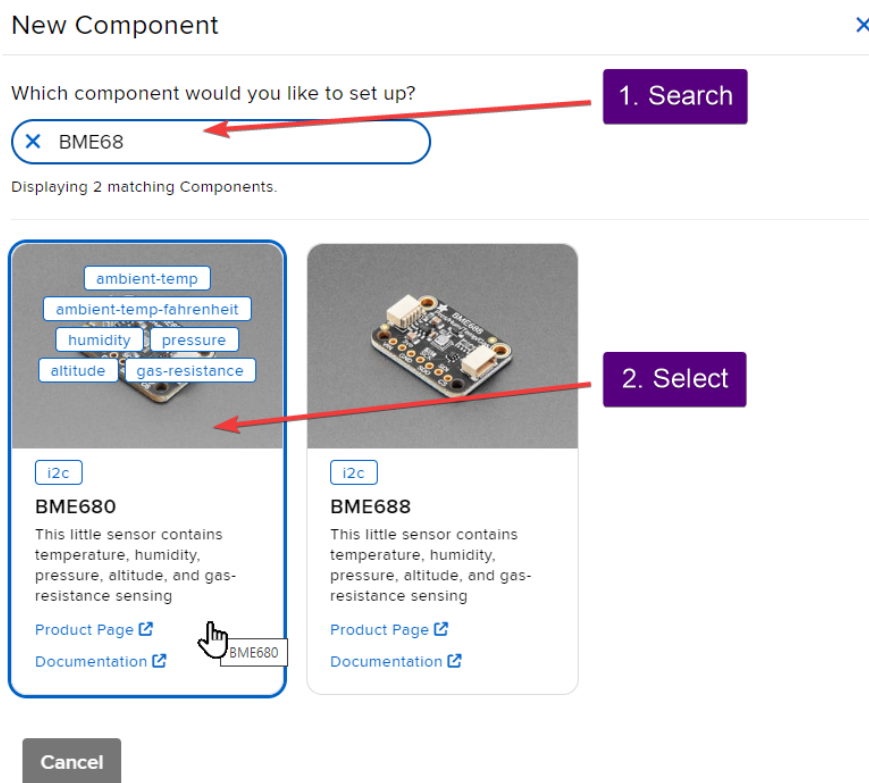 New Component
Which component would you like to set up?
1. Search
BME68
Displaying 2 matching Components.
ambient-temp
ambient-temp-fahrenheit
humidity pressure
altitude gas-resistance
2. Select
i2c
BME680
This little sensor contains
temperature, humidity,
pressure, altitude, and gas-
resistance sensing
Product Page
Documentation
BME680
BME688
i2c
BME688
This little sensor contains
temperature, humidity,
pressure, altitude, and gas-
resistance sensing
Product Page
Documentation
Cancel